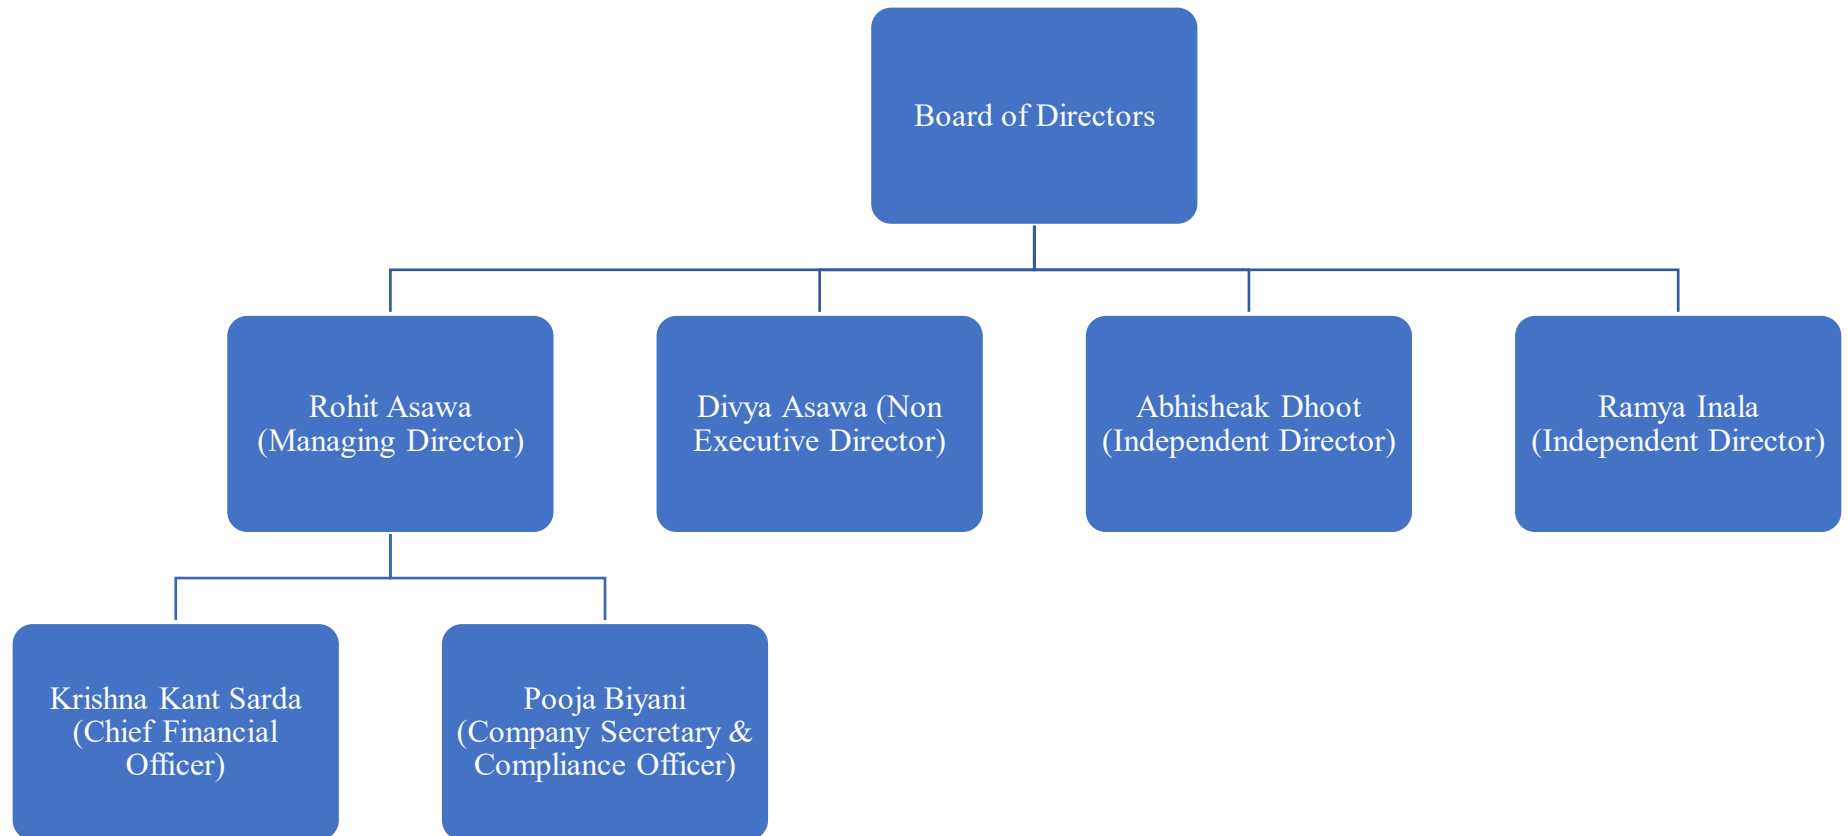 Board of Directors
Rohit Asawa
(Managing Director)
Divya Asawa (Non
Executive Director)
Abhisheak Dhoot
(Independent Director)
Ramya Inala
(Independent Director)
Krishna Kant Sarda
(Chief Financial
Officer)
Pooja Biyani
(Company Secretary &
Compliance Officer)